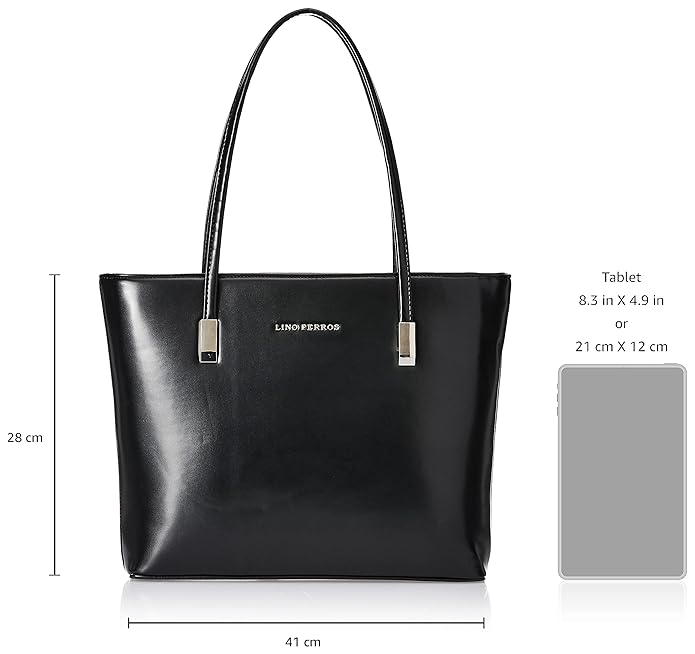 LINO PERROS
28 cm
41 cm
Tablet
8.3 in X 4.9 in
or
21 cm X 12 cm